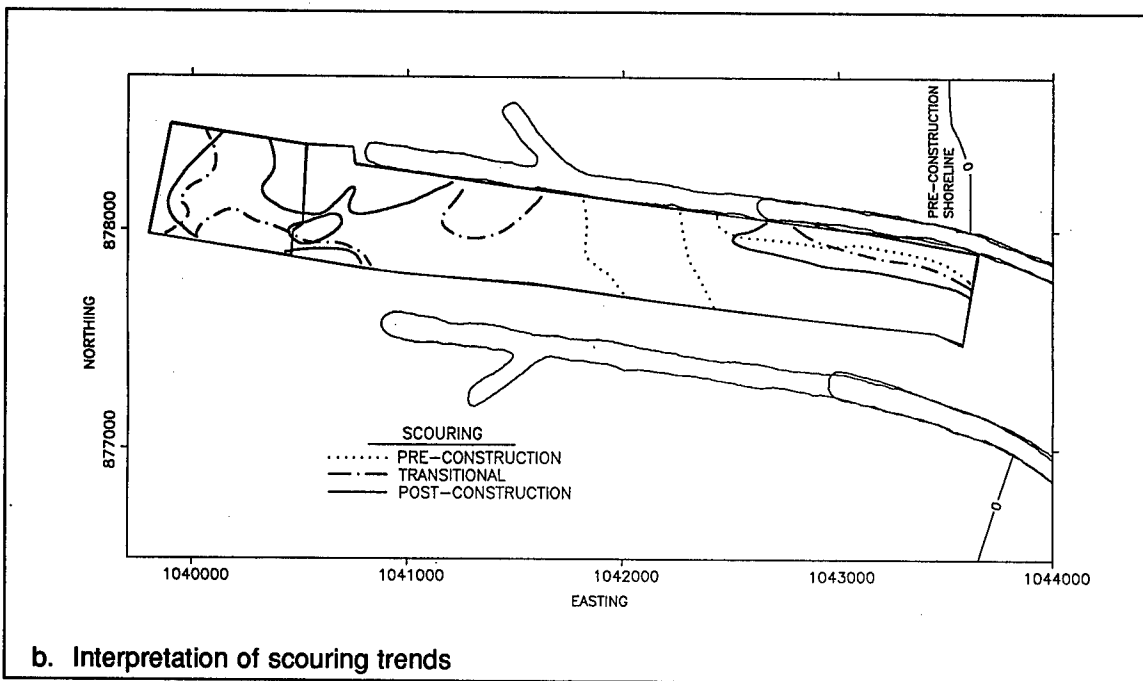 PRE-CONSTRUCTION
SHORELINE
0
878000
NORTHING
877000
SCOURING
PRE-CONSTRUCTION
TRANSITIONAL
POST-CONSTRUCTION
0
1040000
1041000
1042000
1043000
1044000
EASTING
b. Interpretation of scouring trends